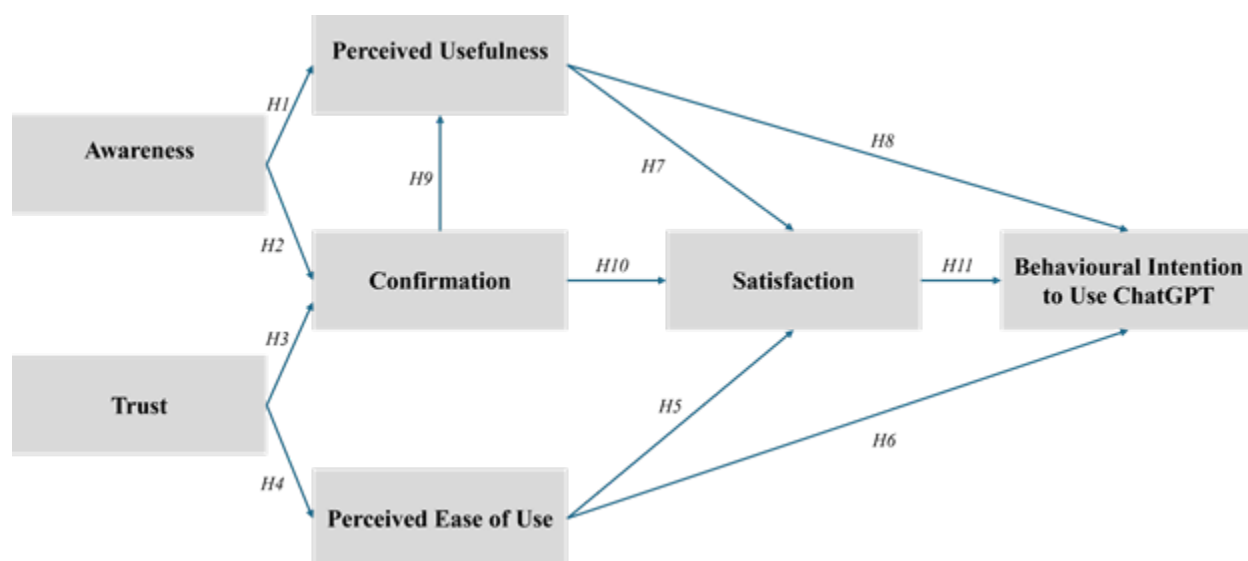 Perceived Usefulness
H1
Awareness
H8
H7
H9
H2
Confirmation
H10
Satisfaction
H11
Behavioural Intention
to Use ChatGPT
H3
Trust
H5
H6
H4
Perceived Ease of Use